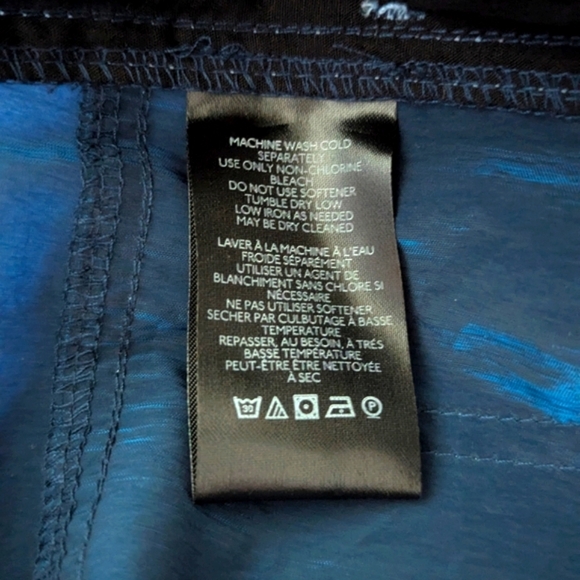 MACHINE WASH COLD
SEPARATELY
USE ONLY NON-CHLORINE
BLEACH
DO NOT USE SOFTENER
TUMBLE DRY LOW
LOW IRON AS NEEDED
MAY BE DRY CLEANED
LAVER À LA MACHINE À L'EAU
FROIDE SÉPARÉMENT
UTILISER UN AGENT DE
BLANCHIMENT SANS CHLORE SI
NÉCESSAIRE
NE PAS UTILISER SOFTENER
SECHER PAR CULBUTAGE À BASSE
TEMPERATURE
REPASSER, AU BESOIN, À TRÉS
BASSE TEMPÉRATURE
PEUT-ÊTRE ÊTRE NETTOYÉE
À SEC
30 P